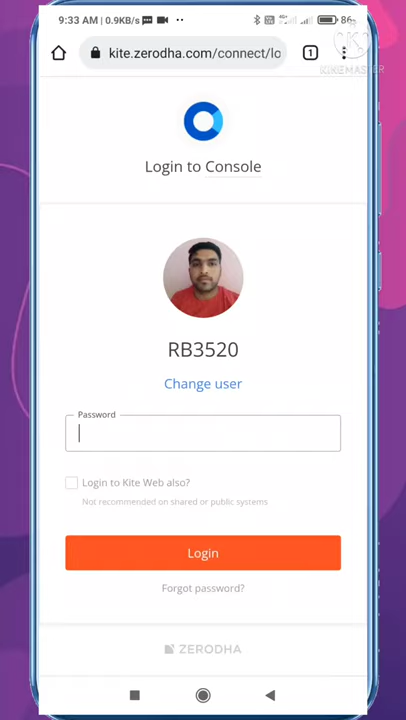 9:33 AM | 0.9KB/s
86
kite.zerodha.com/connect/lo
1
KINEMASTER
Login to Console
RB3520
Change user
Password
Login to Kite Web also?
Not recommended on shared or public systems
Login
Forgot password?
ZERODHA